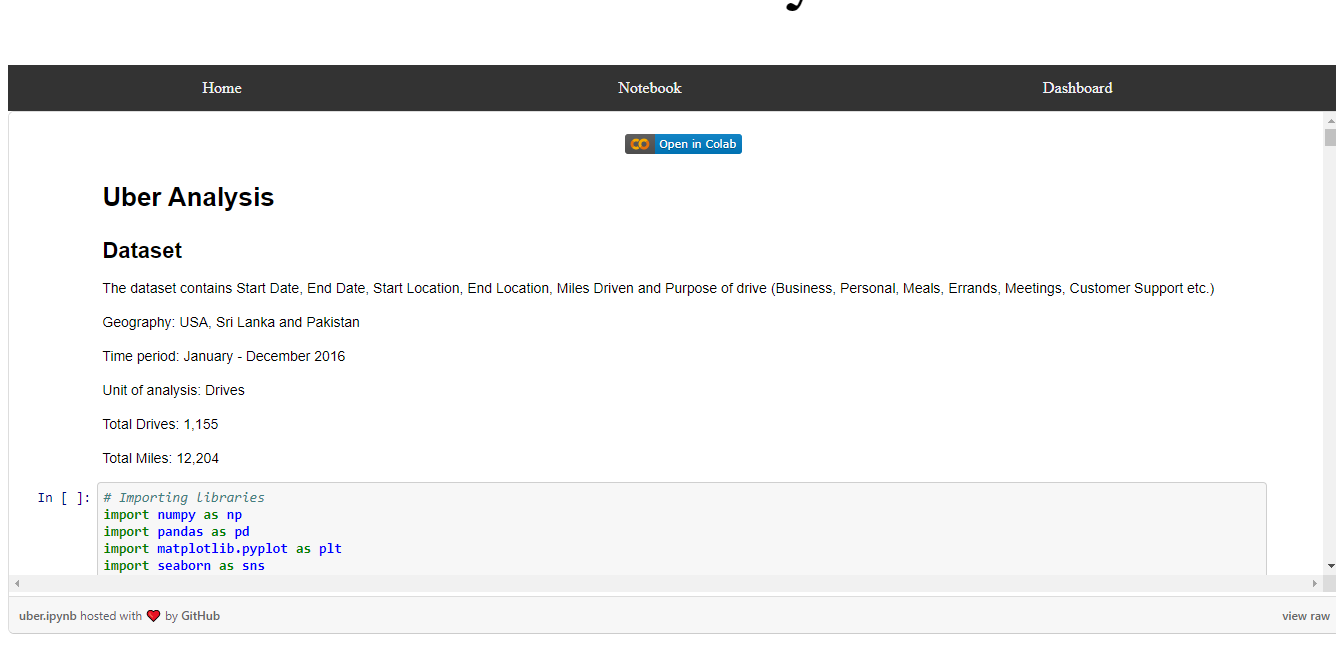 Home Notebook Dashboard
Open in Colab
Uber Analysis
Dataset
The dataset contains Start Date, End Date, Start Location, End Location, Miles Driven and Purpose of drive (Business, Personal, Meals, Errands, Meetings, Customer Support etc.)
Geography: USA, Sri Lanka and Pakistan
Time period: January - December 2016
Unit of analysis: Drives
Total Drives: 1,155
Total Miles: 12,204
In [ ]: # Importing libraries
import numpy as np
import pandas as pd
import matplotlib.pyplot as plt
import seaborn as sns
uber.ipynb hosted with ❤ by GitHub view raw